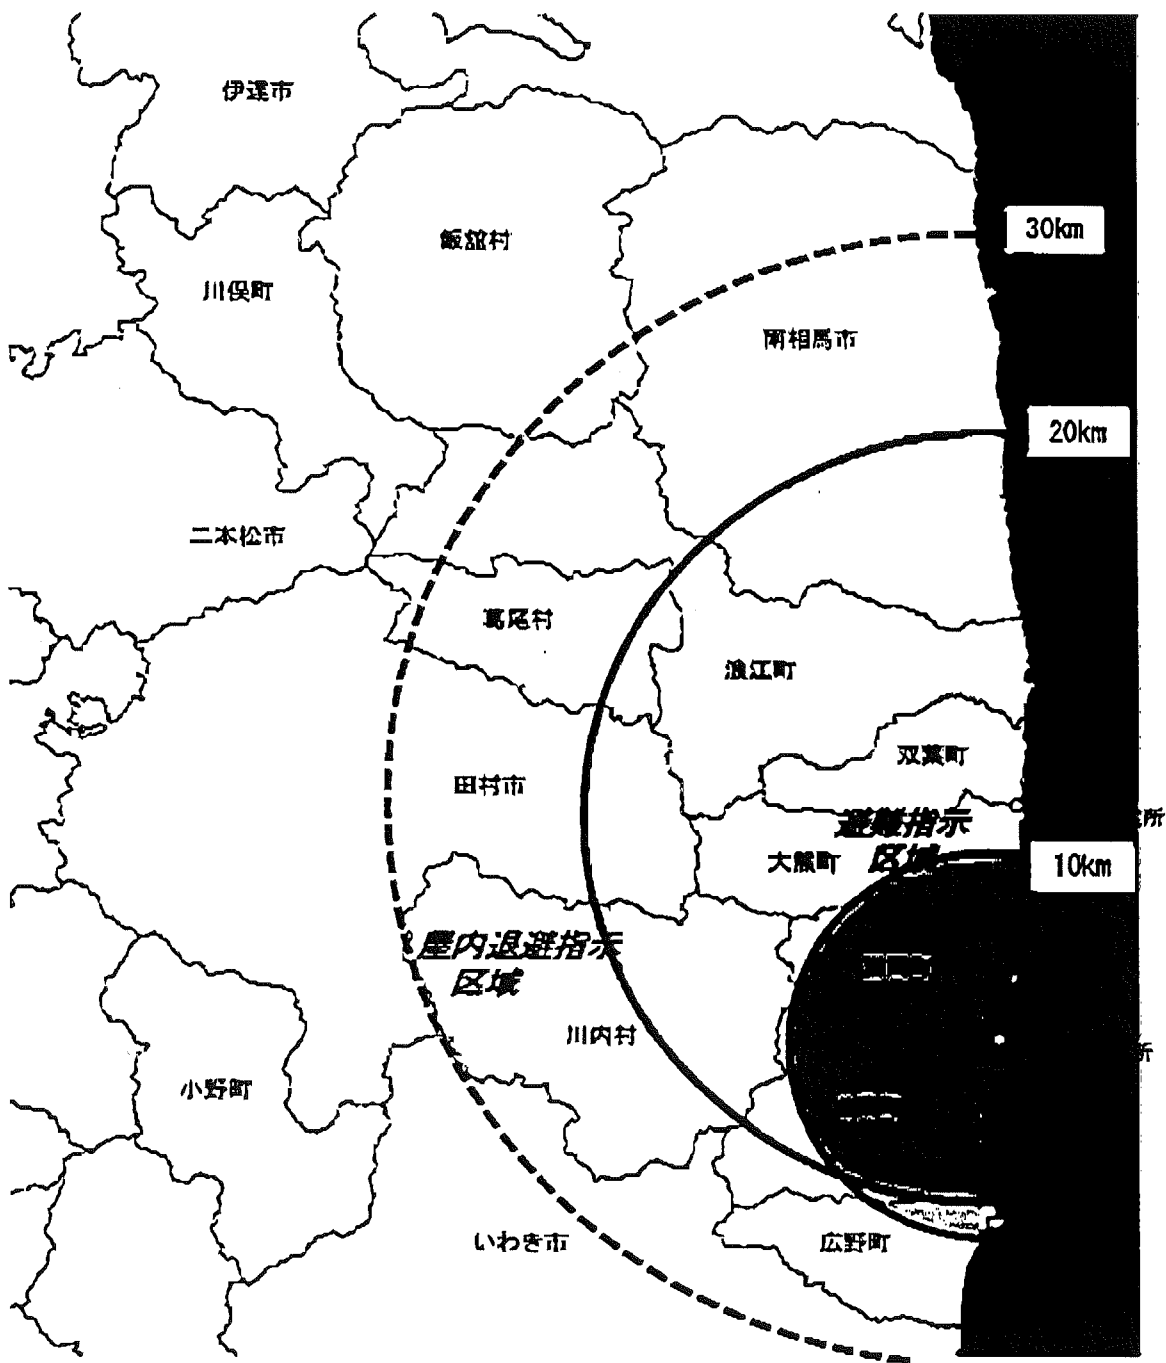 伊達市
飯舘村
30km
川俣町
南相馬市
20km
二本松市
葛尾村
浪江町
双葉町
田村市
避難指示
区域
所
大熊町
10km
屋内退避指示
区域
川内村
所
小野町
いわき市
広野町